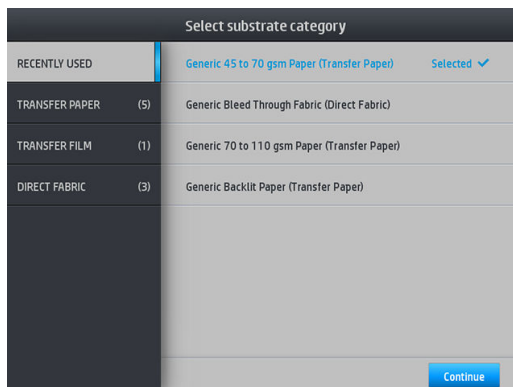 Select substrate category
RECENTLY USED
Generic 45 to 70 gsm Paper (Transfer Paper) Selected ✓
TRANSFER PAPER (5)
Generic Bleed Through Fabric (Direct Fabric)
TRANSFER FILM (1)
Generic 70 to 110 gsm Paper (Transfer Paper)
DIRECT FABRIC (3)
Generic Backlit Paper (Transfer Paper)
Continue